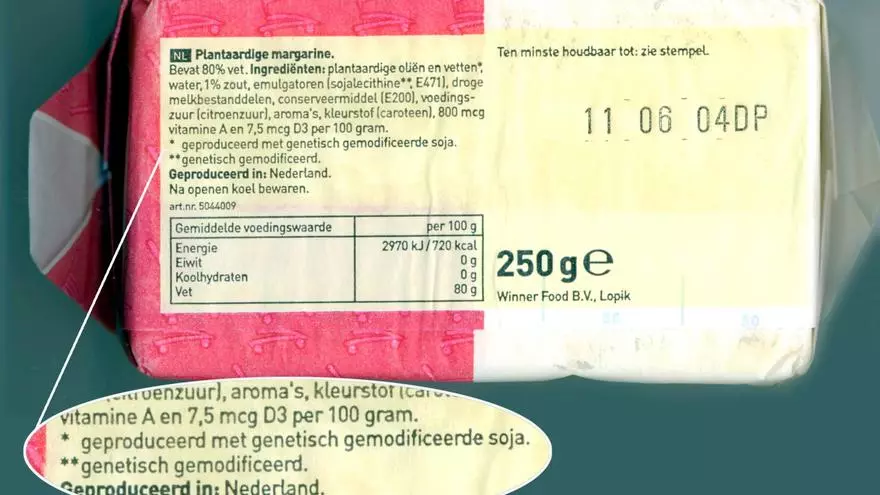 NL Plantaardige margarine.
Bevat 80% vet. Ingrediënten: plantaardige oliën en vetten*,
water, 1% zout, emulgatoren (sojalecithine**, E471), droge
melkbestanddelen, conserveermiddel (E200), voedings-
zuur (citroenzuur), aroma's, kleurstof (caroteen), 800 mcg
vitamine A en 7,5 mcg D3 per 100 gram.
* geproduceerd met genetisch gemodificeerde soja.
**genetisch gemodificeerd.
Geproduceerd in: Nederland.
Na openen koel bewaren.
art.nr. 5044009
Gemiddelde voedingswaarde per 100 g
Energie 2970 kJ/720 kcal
Eiwit 0 g
Koolhydraten 0 g
Vet 80 g
Ten minste houdbaar tot: zie stempel.
11 06 04DP
250 g e
Winner Food B.V., Lopik
aroma's, kleurstof
vitamine A en 7,5 mcg D3 per 100 gram.
* geproduceerd met genetisch gemodificeerde soja.
**genetisch gemodificeerd.
Geproduceerd in: Nederland.